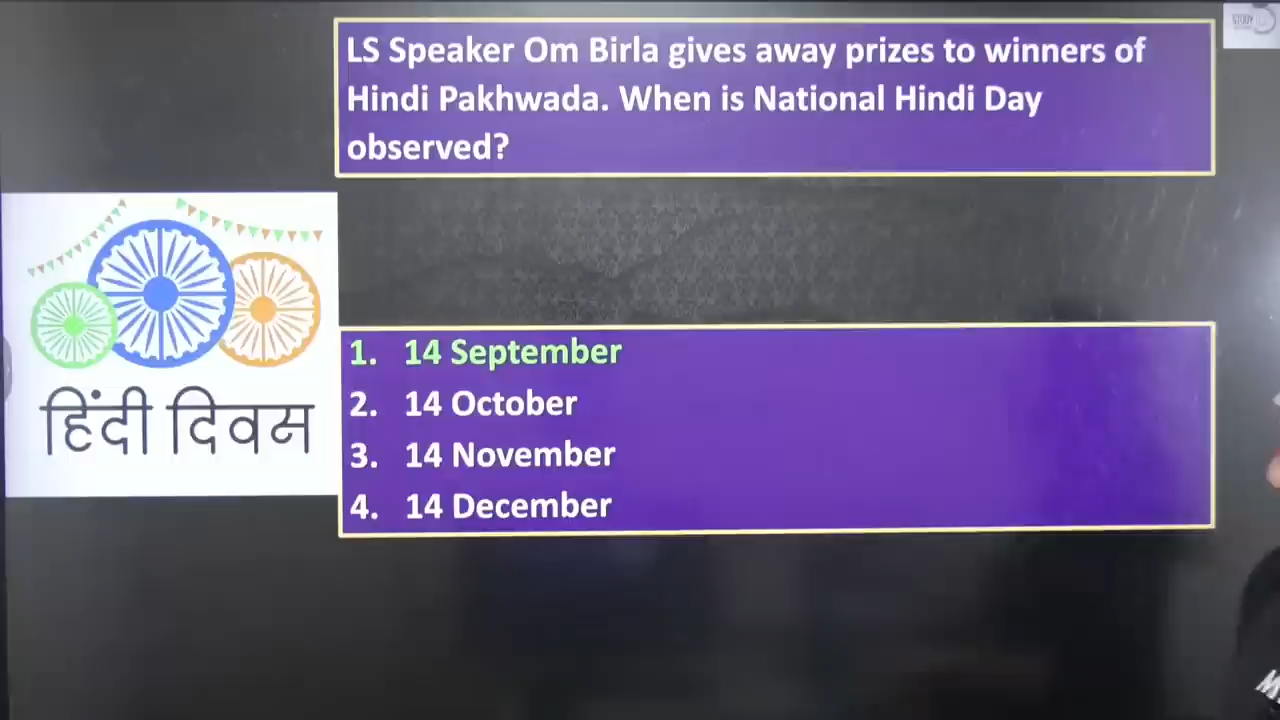 LS Speaker Om Birla gives away prizes to winners of
Hindi Pakhwada. When is National Hindi Day
observed?
STUDY
हिंदी दिवस
1. 14 September
2. 14 October
3. 14 November
4. 14 December